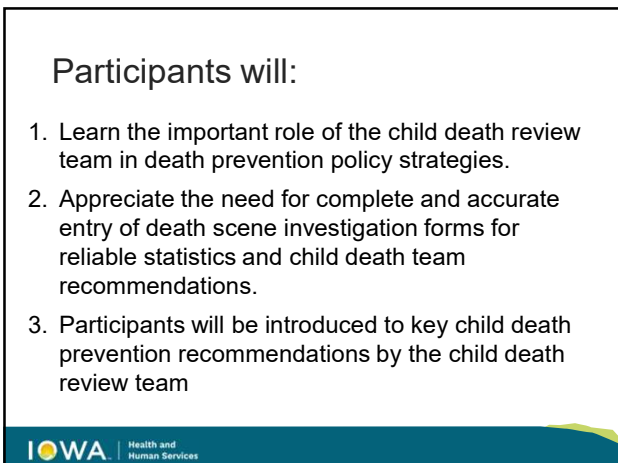 Participants will:
1. Learn the important role of the child death review
team in death prevention policy strategies.
2. Appreciate the need for complete and accurate
entry of death scene investigation forms for
reliable statistics and child death team
recommendations.
3. Participants will be introduced to key child death
prevention recommendations by the child death
review team
IOWA | Health and
Human Services